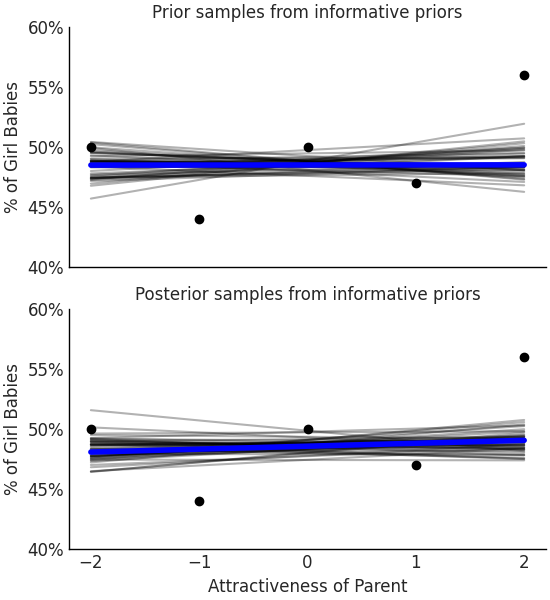 Prior samples from informative priors
60%
55%
50%
45%
40%
% of Girl Babies
Posterior samples from informative priors
60%
55%
50%
45%
40%
% of Girl Babies
−2 −1 0 1 2
Attractiveness of Parent